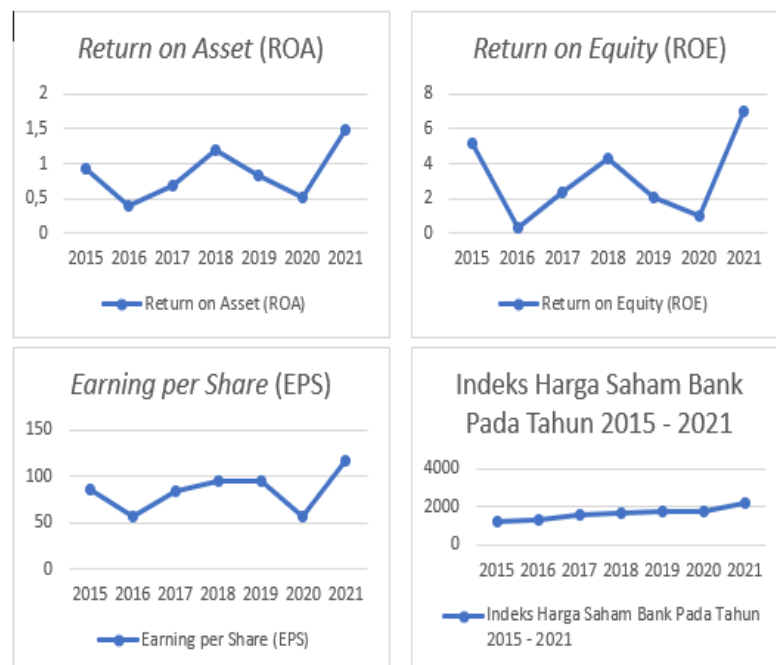 Return on Asset (ROA)
2
1,5
1
0,5
0
2015 2016 2017 2018 2019 2020 2021
Return on Asset (ROA)
Return on Equity (ROE)
8
6
4
2
0
2015 2016 2017 2018 2019 2020 2021
Return on Equity (ROE)
Earning per Share (EPS)
150
100
50
0
2015 2016 2017 2018 2019 2020 2021
Earning per Share (EPS)
Indeks Harga Saham Bank
Pada Tahun 2015 - 2021
4000
2000
0
2015 2016 2017 2018 2019 2020 2021
Indeks Harga Saham Bank Pada Tahun
2015 - 2021